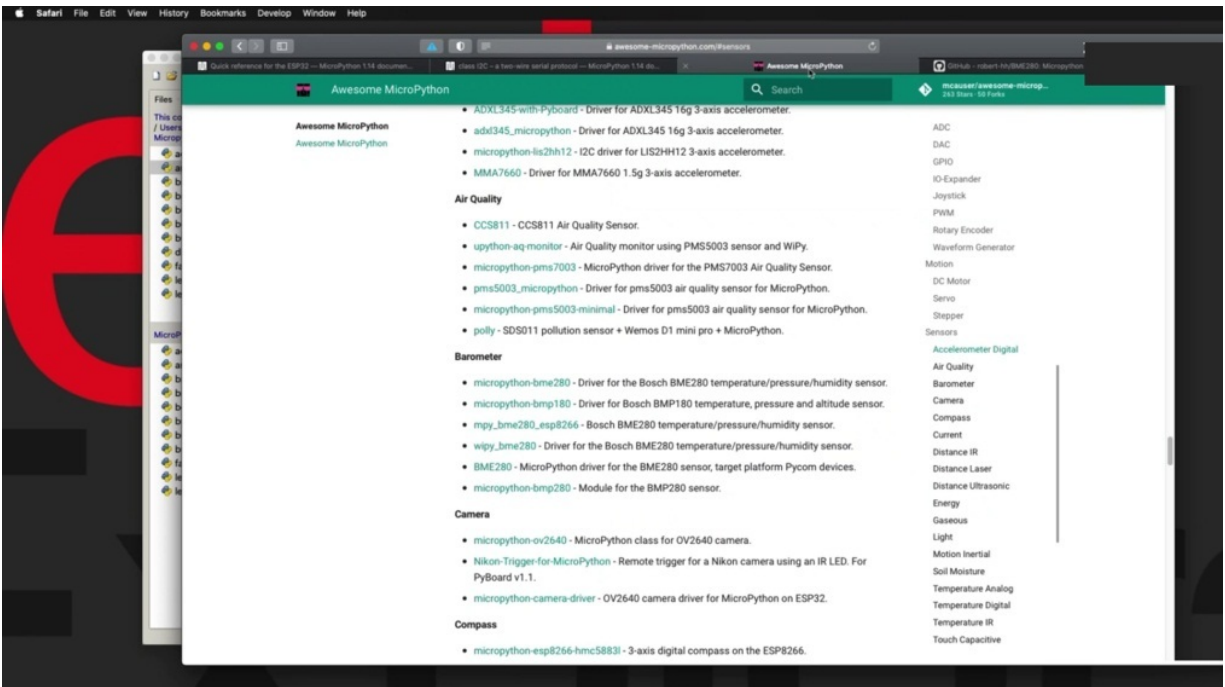 Safari File Edit View History Bookmarks Develop Window Help
awesome-micropython.com/#sensors
Quick reference for the ESP32 — MicroPython 1.14 documen...
class I2C – a two-wire serial protocol — MicroPython 1.14 do...
Awesome MicroPython
GitHub - robert-hh/BME280: Micropython
Files
This co
/ Users
Microp
MicroP
Awesome MicroPython
Search
mcauser/awesome-microp...
263 Stars · 58 Forks
Awesome MicroPython
Awesome MicroPython
ADXL345-with-Pyboard - Driver for ADXL345 16g 3-axis accelerometer.
adxl345_micropython - Driver for ADXL345 16g 3-axis accelerometer.
micropython-lis2hh12 - I2C driver for LIS2HH12 3-axis accelerometer.
MMA7660 - Driver for MMA7660 1.5g 3-axis accelerometer.
Air Quality
CCS811 - CCS811 Air Quality Sensor.
upython-aq-monitor - Air Quality monitor using PMS5003 sensor and WiPy.
micropython-pms7003 - MicroPython driver for the PMS7003 Air Quality Sensor.
pms5003_micropython - Driver for pms5003 air quality sensor for MicroPython.
micropython-pms5003-minimal - Driver for pms5003 air quality sensor for MicroPython.
polly - SDS011 pollution sensor + Wemos D1 mini pro + MicroPython.
Barometer
micropython-bme280 - Driver for the Bosch BME280 temperature/pressure/humidity sensor.
micropython-bmp180 - Driver for Bosch BMP180 temperature, pressure and altitude sensor.
mpy_bme280_esp8266 - Bosch BME280 temperature/pressure/humidity sensor.
wipy_bme280 - Driver for the Bosch BME280 temperature/pressure/humidity sensor.
BME280 - MicroPython driver for the BME280 sensor, target platform Pycom devices.
micropython-bmp280 - Module for the BMP280 sensor.
Camera
micropython-ov2640 - MicroPython class for OV2640 camera.
Nikon-Trigger-for-MicroPython - Remote trigger for a Nikon camera using an IR LED. For
PyBoard v1.1.
micropython-camera-driver - OV2640 camera driver for MicroPython on ESP32.
Compass
micropython-esp8266-hmc5883l - 3-axis digital compass on the ESP8266.
ADC
DAC
GPIO
IO-Expander
Joystick
PWM
Rotary Encoder
Waveform Generator
Motion
DC Motor
Servo
Stepper
Sensors
Accelerometer Digital
Air Quality
Barometer
Camera
Compass
Current
Distance IR
Distance Laser
Distance Ultrasonic
Energy
Gaseous
Light
Motion Inertial
Soil Moisture
Temperature Analog
Temperature Digital
Temperature IR
Touch Capacitive